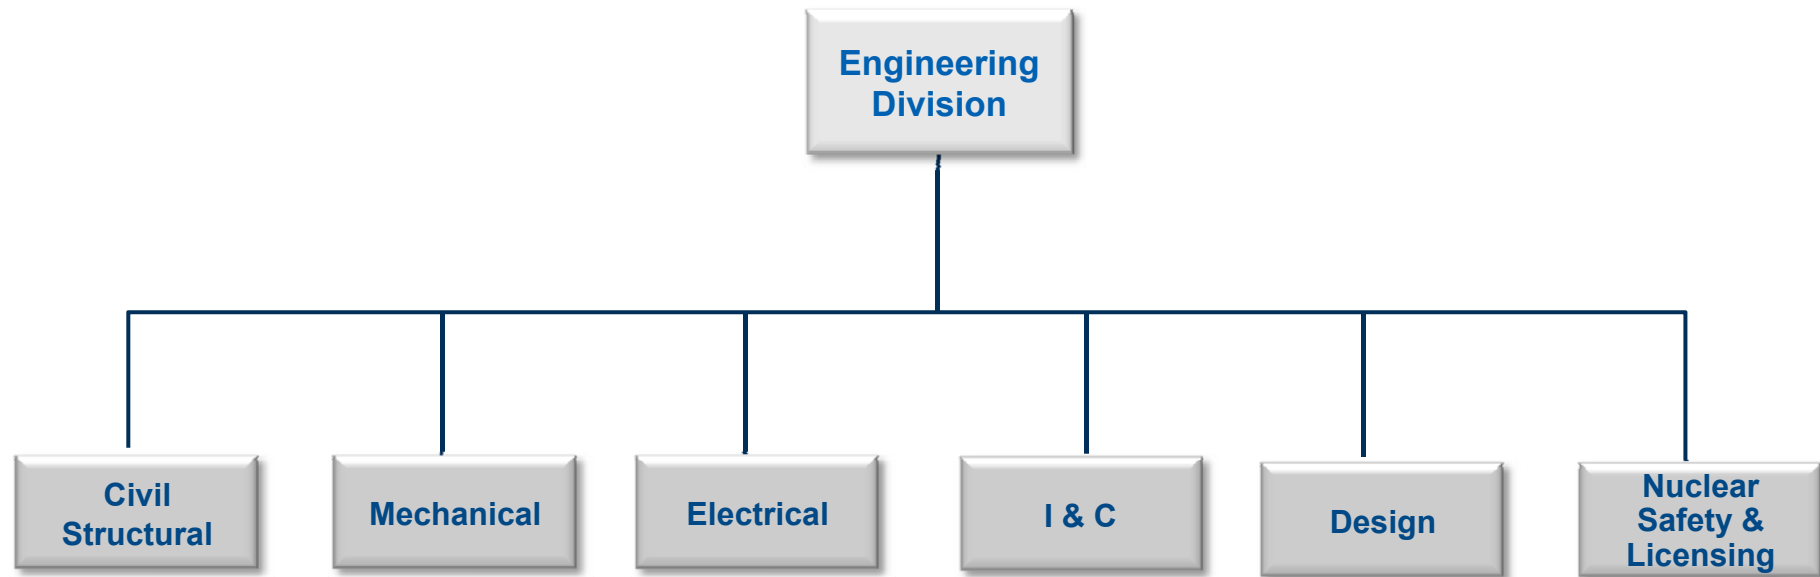 Engineering
Division
Civil
Structural
Mechanical
Electrical
I & C
Design
Nuclear
Safety &
Licensing